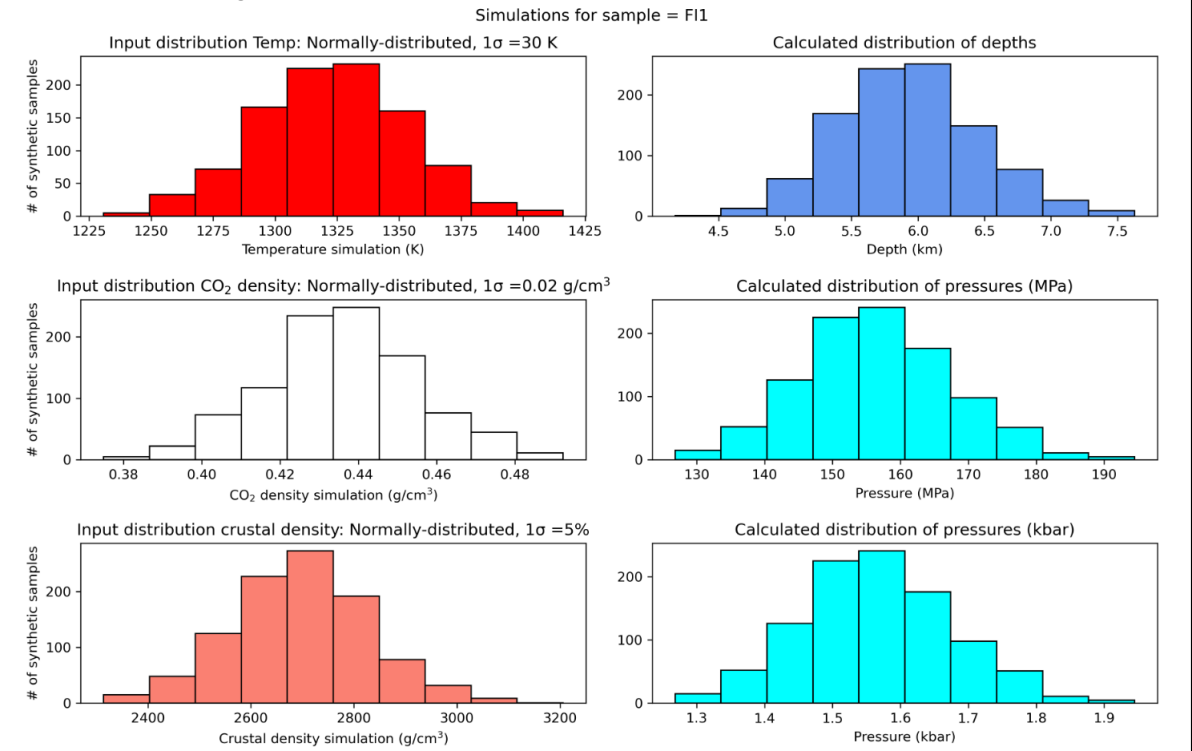 Simulations for sample = FI1
Input distribution Temp: Normally-distributed, 1σ =30 K
# of synthetic samples
200
150
100
50
0
1225 1250 1275 1300 1325 1350 1375 1400 1425
Temperature simulation (K)
Calculated distribution of depths
200
100
0
4.5 5.0 5.5 6.0 6.5 7.0 7.5
Depth (km)
Input distribution CO₂ density: Normally-distributed, 1σ =0.02 g/cm³
# of synthetic samples
200
100
0
0.38 0.40 0.42 0.44 0.46 0.48
CO₂ density simulation (g/cm³)
Calculated distribution of pressures (MPa)
200
100
0
130 140 150 160 170 180 190
Pressure (MPa)
Input distribution crustal density: Normally-distributed, 1σ =5%
# of synthetic samples
200
100
0
2400 2600 2800 3000 3200
Crustal density simulation (g/cm³)
Calculated distribution of pressures (kbar)
200
100
0
1.3 1.4 1.5 1.6 1.7 1.8 1.9
Pressure (kbar)